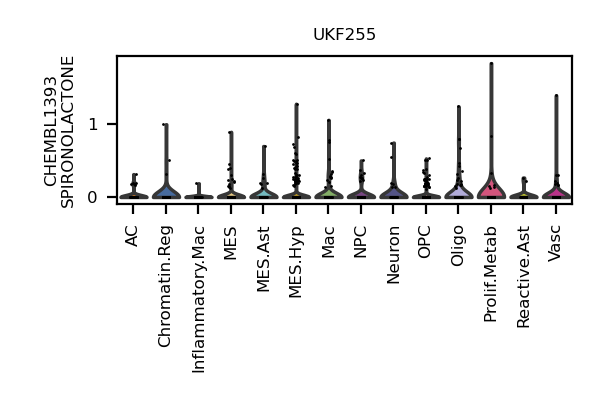 UKF255
CHEMBL1393
SPIRONOLACTONE
1
0
AC
Chromatin.Reg
Inflammatory.Mac
MES
MES.Ast
MES.Hyp
Mac
NPC
Neuron
OPC
Oligo
Prolif.Metab
Reactive.Ast
Vasc